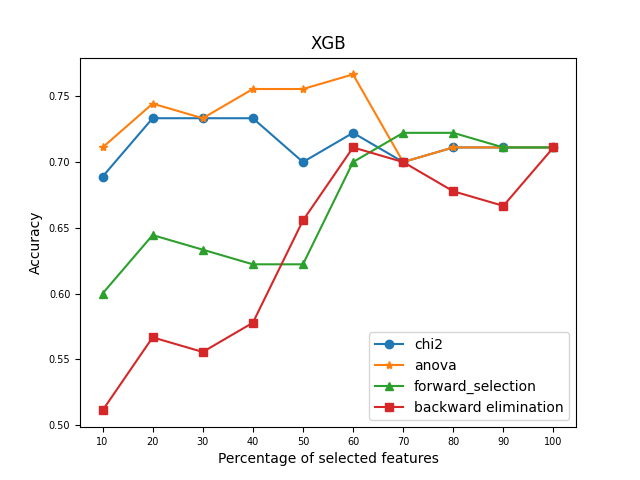 XGB
Accuracy
0.75
0.70
0.65
0.60
0.55
0.50
10 20 30 40 50 60 70 80 90 100
Percentage of selected features
chi2
anova
forward_selection
backward elimination